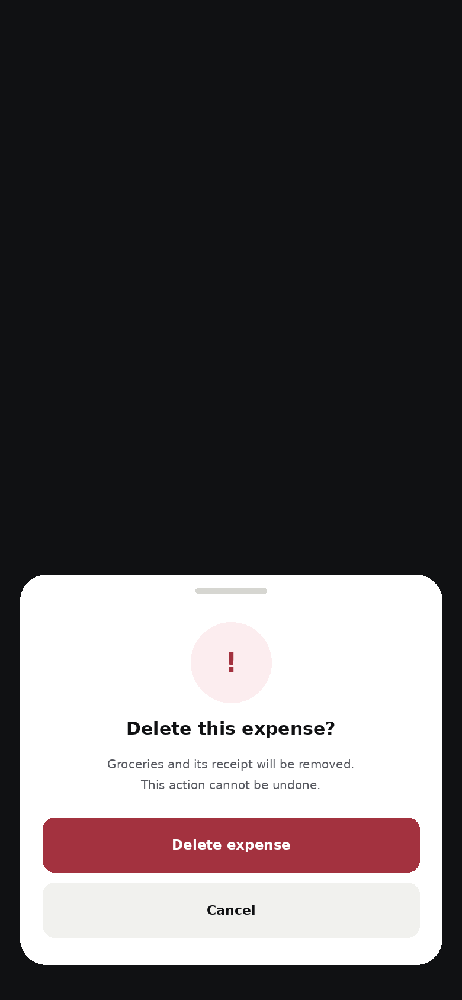 !
Delete this expense?
Groceries and its receipt will be removed.
This action cannot be undone.
Delete expense
Cancel